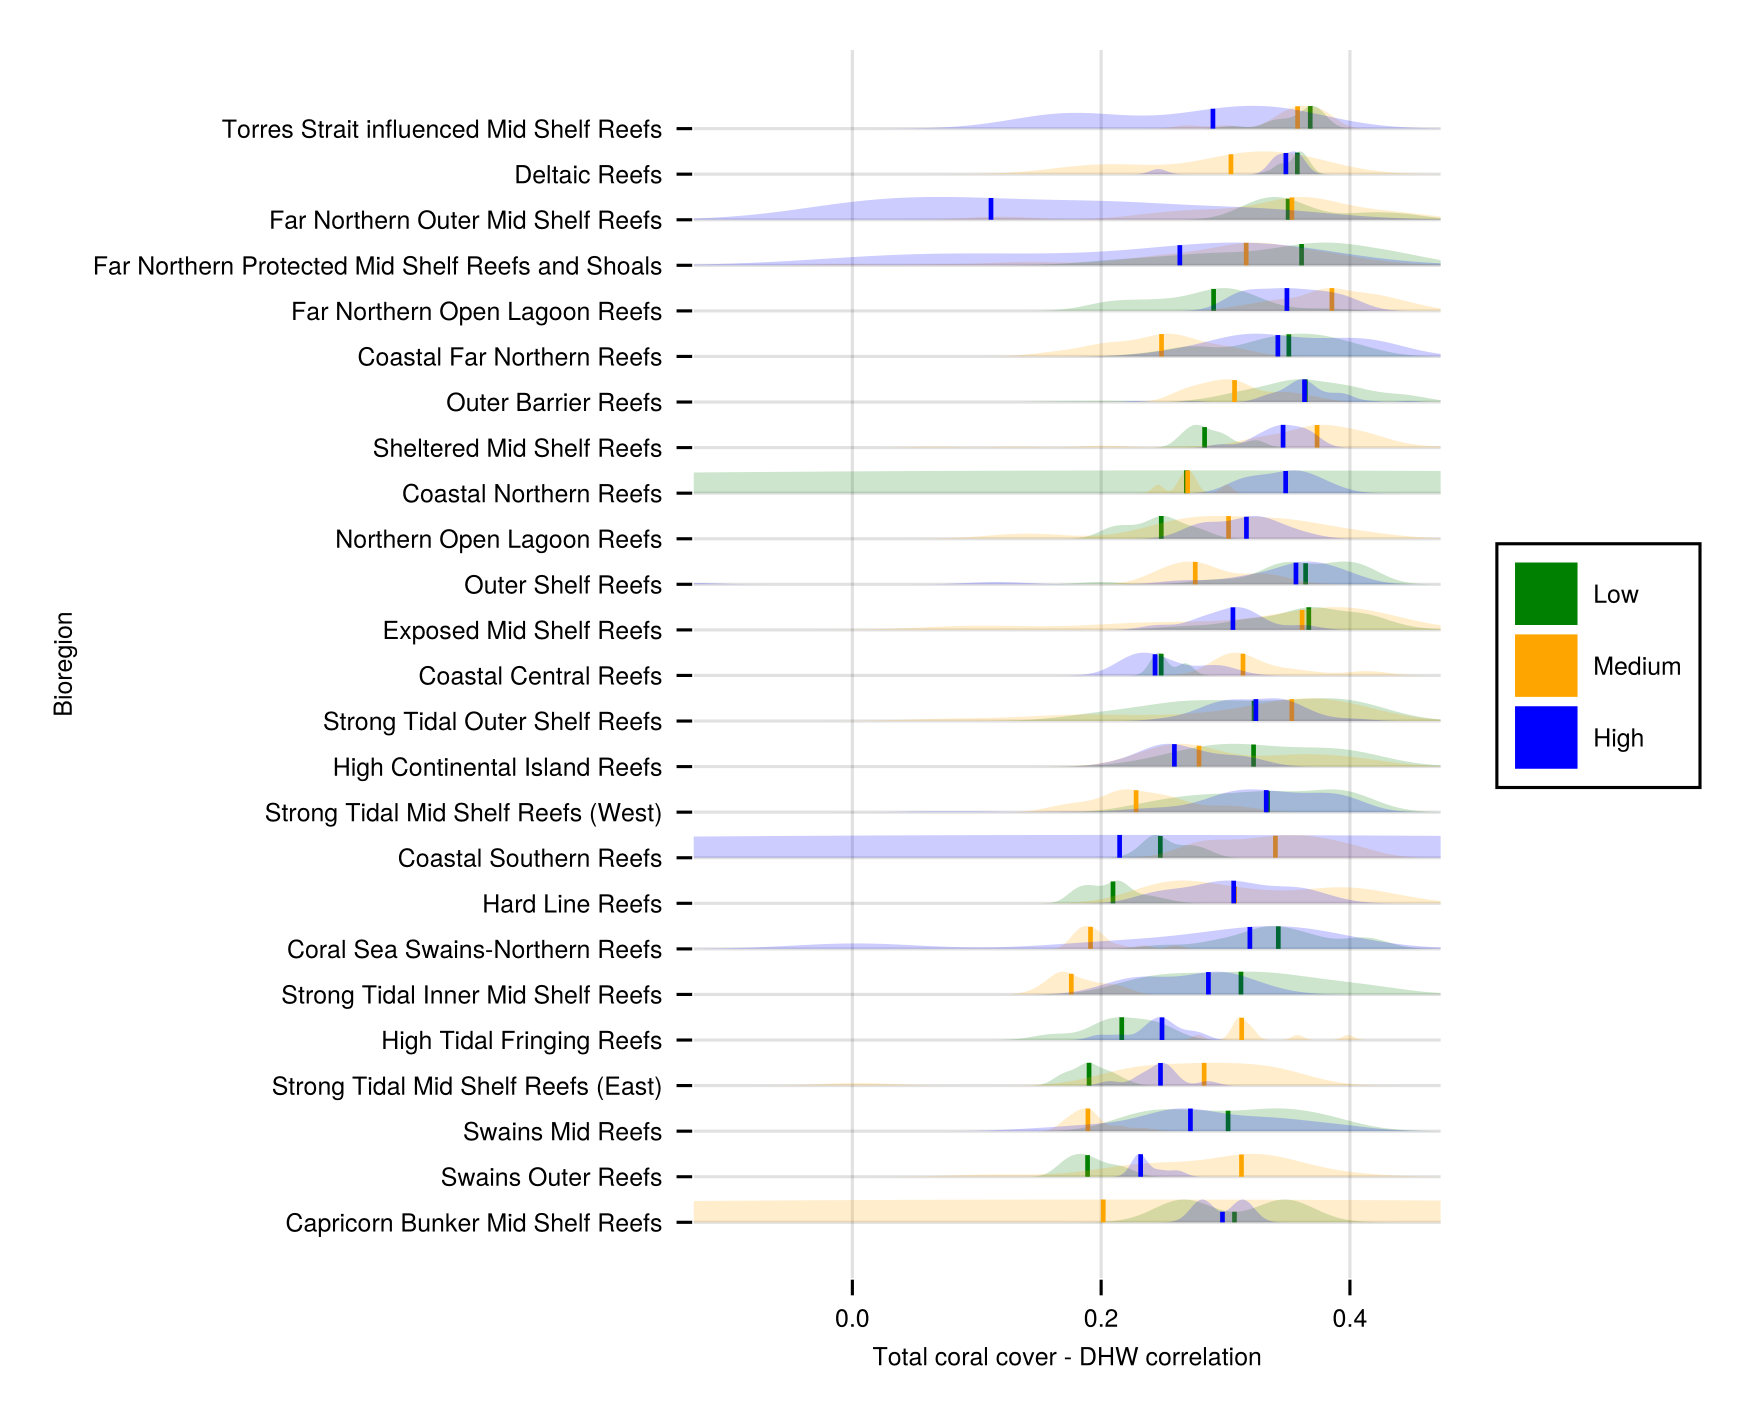 Torres Strait influenced Mid Shelf Reefs
Deltaic Reefs
Far Northern Outer Mid Shelf Reefs
Far Northern Protected Mid Shelf Reefs and Shoals
Far Northern Open Lagoon Reefs
Coastal Far Northern Reefs
Outer Barrier Reefs
Sheltered Mid Shelf Reefs
Coastal Northern Reefs
Northern Open Lagoon Reefs
Outer Shelf Reefs
Exposed Mid Shelf Reefs
Coastal Central Reefs
Strong Tidal Outer Shelf Reefs
High Continental Island Reefs
Strong Tidal Mid Shelf Reefs (West)
Coastal Southern Reefs
Hard Line Reefs
Coral Sea Swains-Northern Reefs
Strong Tidal Inner Mid Shelf Reefs
High Tidal Fringing Reefs
Strong Tidal Mid Shelf Reefs (East)
Swains Mid Reefs
Swains Outer Reefs
Capricorn Bunker Mid Shelf Reefs
Bioregion
0.0 0.2 0.4
Total coral cover - DHW correlation
Low
Medium
High